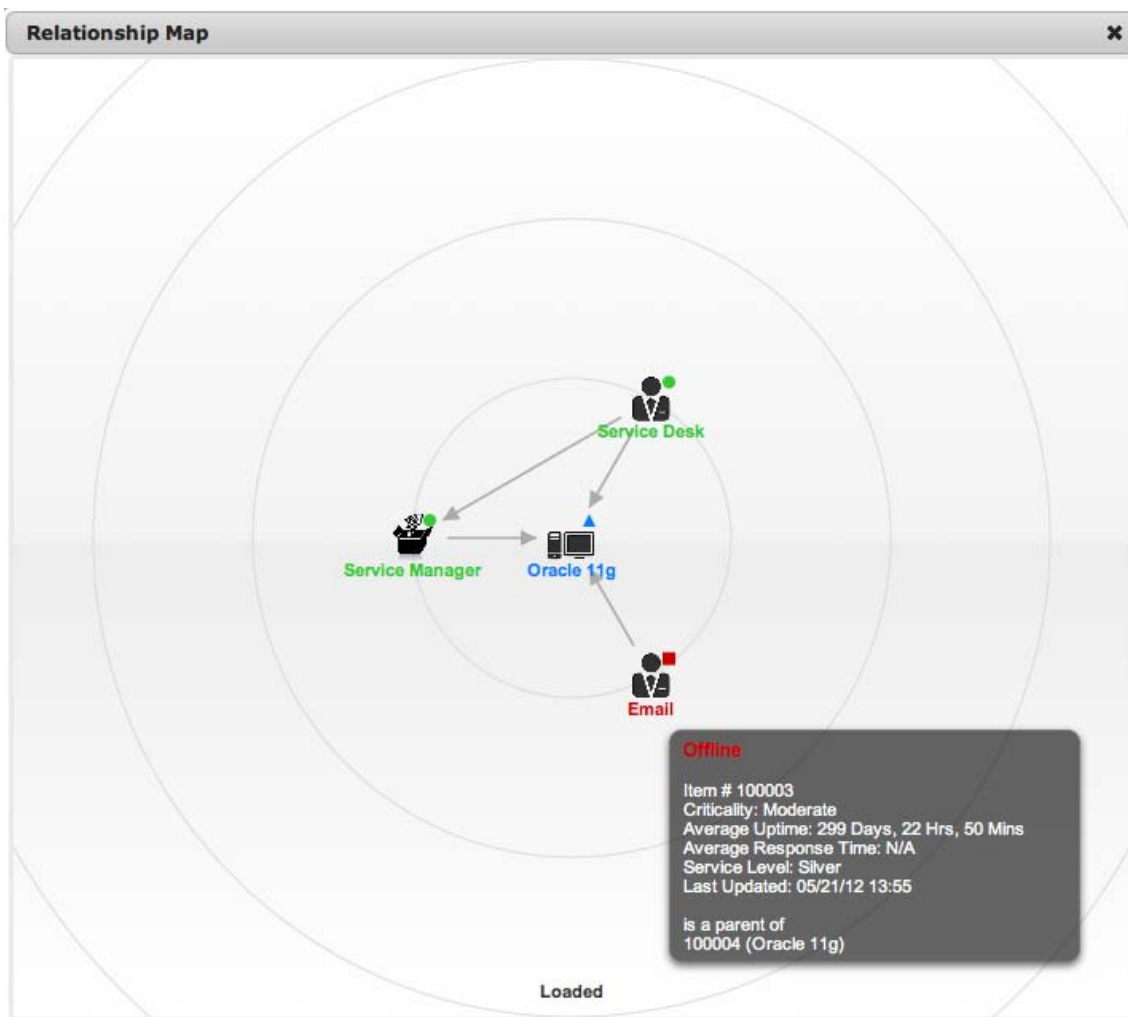 Relationship Map
Service Desk
Service Manager
Oracle 11g
Email
Offline
Item # 100003
Criticality: Moderate
Average Uptime: 299 Days, 22 Hrs, 50 Mins
Average Response Time: N/A
Service Level: Silver
Last Updated: 05/21/12 13:55
is a parent of
100004 (Oracle 11g)
Loaded